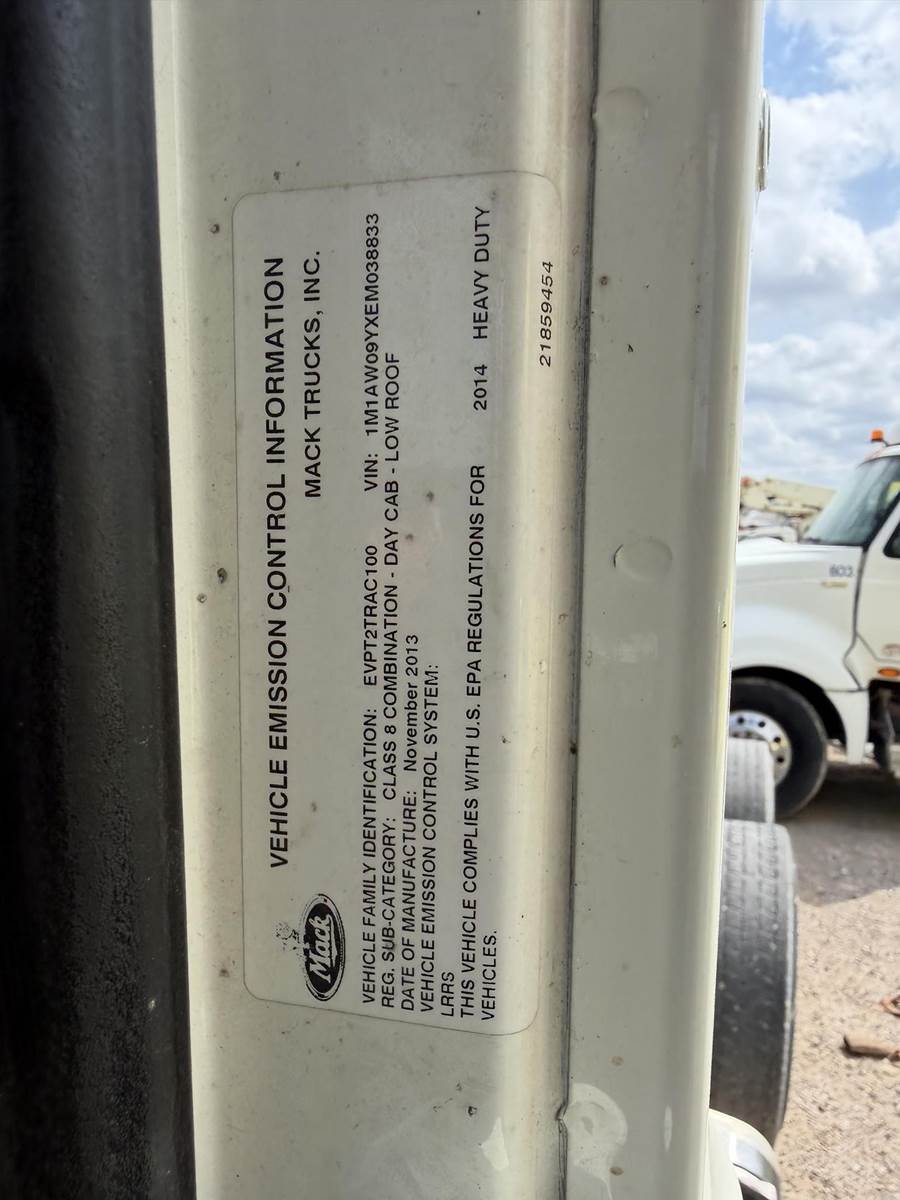 VEHICLE EMISSION CONTROL INFORMATION
MACK TRUCKS, INC.
Mack
VEHICLE FAMILY IDENTIFICATION: EVPT2TRAC100 VIN: 1M1AW09YXEM038833
REG. SUB-CATEGORY: CLASS 8 COMBINATION - DAY CAB - LOW ROOF
DATE OF MANUFACTURE: November 2013
VEHICLE EMISSION CONTROL SYSTEM:
LRRS
THIS VEHICLE COMPLIES WITH U.S. EPA REGULATIONS FOR 2014 HEAVY DUTY
VEHICLES.
21859454
603